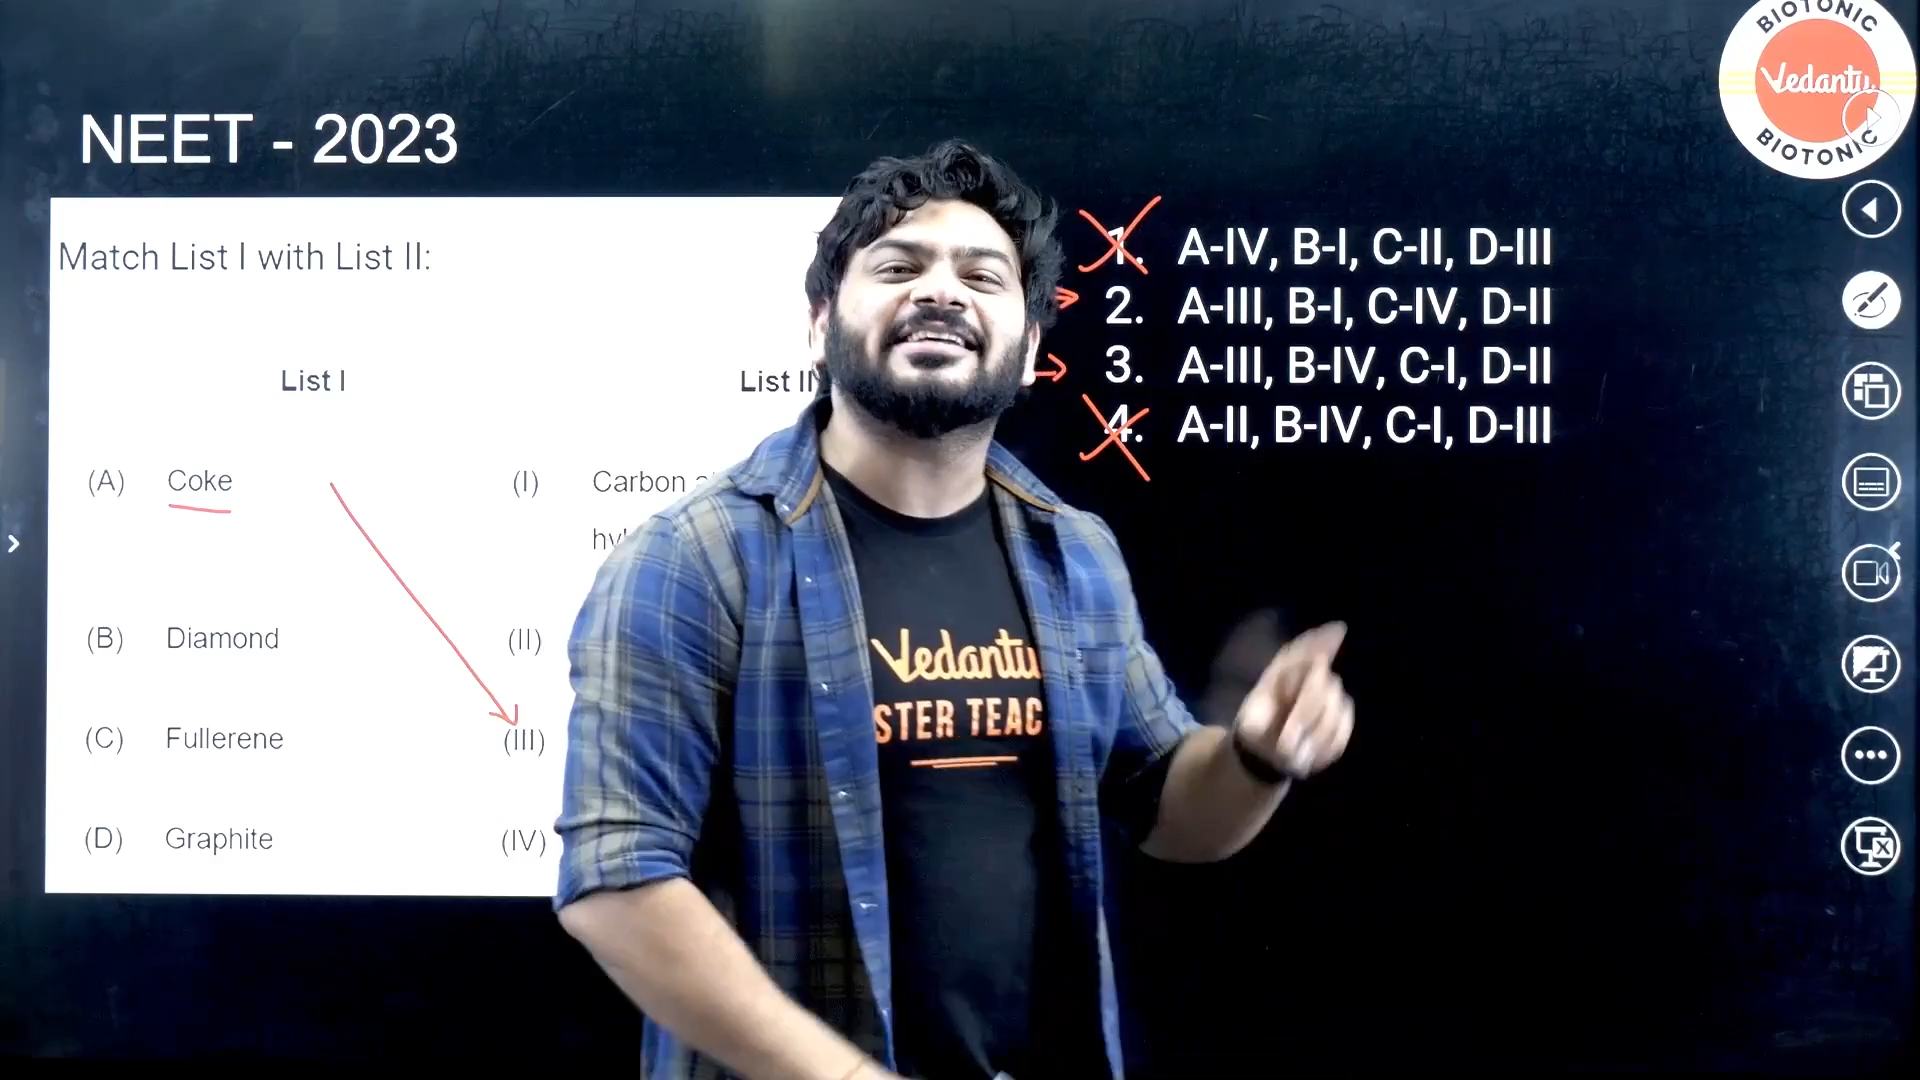 NEET - 2023
Match List I with List II:
List I
List II
(A) Coke (I) Carbon
(B) Diamond (II)
(C) Fullerene (III)
(D) Graphite (IV)
1. A-IV, B-I, C-II, D-III
2. A-III, B-I, C-IV, D-II
3. A-III, B-IV, C-I, D-II
4. A-II, B-IV, C-I, D-III
BIOTONIC
Vedantu
BIOTONIC
Vedantu
STER TEAC